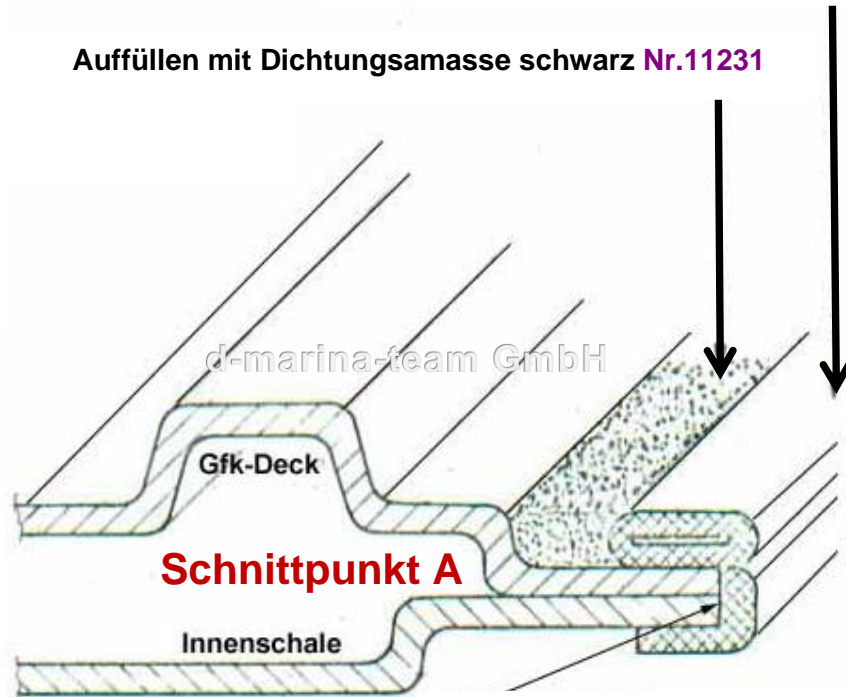 Auffüllen mit Dichtungsamasse schwarz Nr.11231
d-marina-team GmbH
Gfk-Deck
Schnittpunkt A
Innenschale